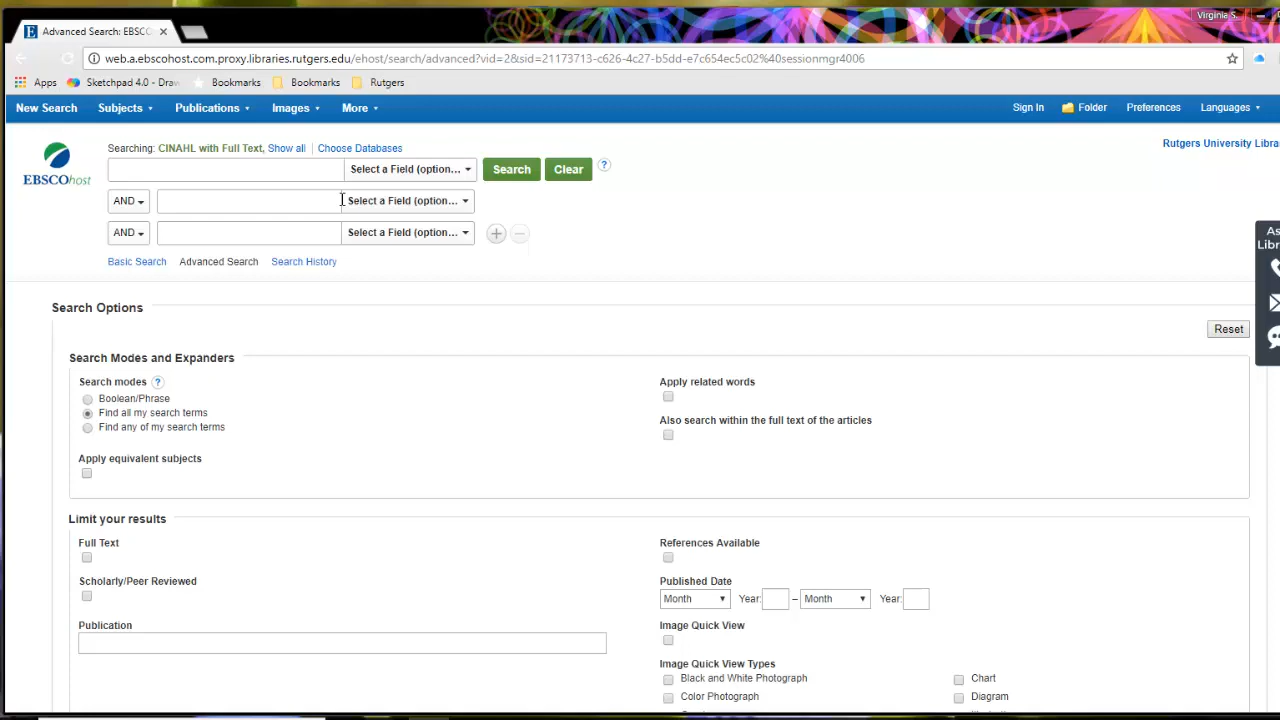 Virginia S.
Advanced Search: EBSCO
web.a.ebscohost.com.proxy.libraries.rutgers.edu/ehost/search/advanced?vid=2&sid=21173713-c626-4c27-b5dd-e7c654ec5c02%40sessionmgr4006
Apps Sketchpad 4.0 - Draw Bookmarks Bookmarks Rutgers
New Search Subjects Publications Images More Sign In Folder Preferences Languages
Searching: CINAHL with Full Text, Show all | Choose Databases
Rutgers University Libra
EBSCOhost
Select a Field (option... Search Clear ?
AND Select a Field (option...
AND Select a Field (option...
Basic Search Advanced Search Search History
As
Libr
Search Options
Reset
Search Modes and Expanders
Search modes ?
Boolean/Phrase
Find all my search terms
Find any of my search terms
Apply equivalent subjects
Apply related words
Also search within the full text of the articles
Limit your results
Full Text
Scholarly/Peer Reviewed
Publication
References Available
Published Date
Month Year: – Month Year:
Image Quick View
Image Quick View Types
Black and White Photograph Chart
Color Photograph Diagram